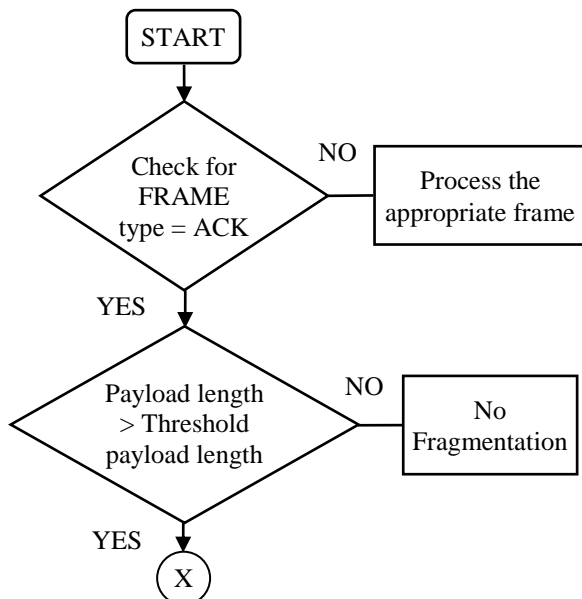 START
Check for
FRAME
type = ACK
NO
Process the
appropriate frame
YES
Payload length
> Threshold
payload length
NO
No
Fragmentation
YES
X